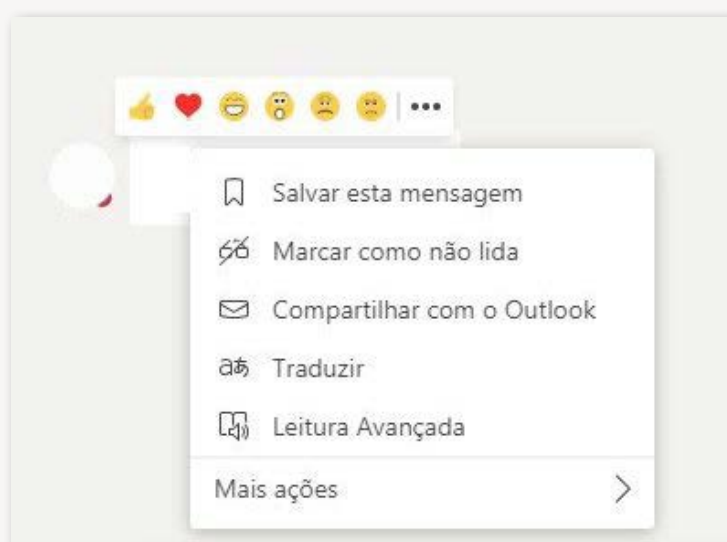 Salvar esta mensagem
Marcar como não lida
Compartilhar com o Outlook
Traduzir
Leitura Avançada
Mais ações